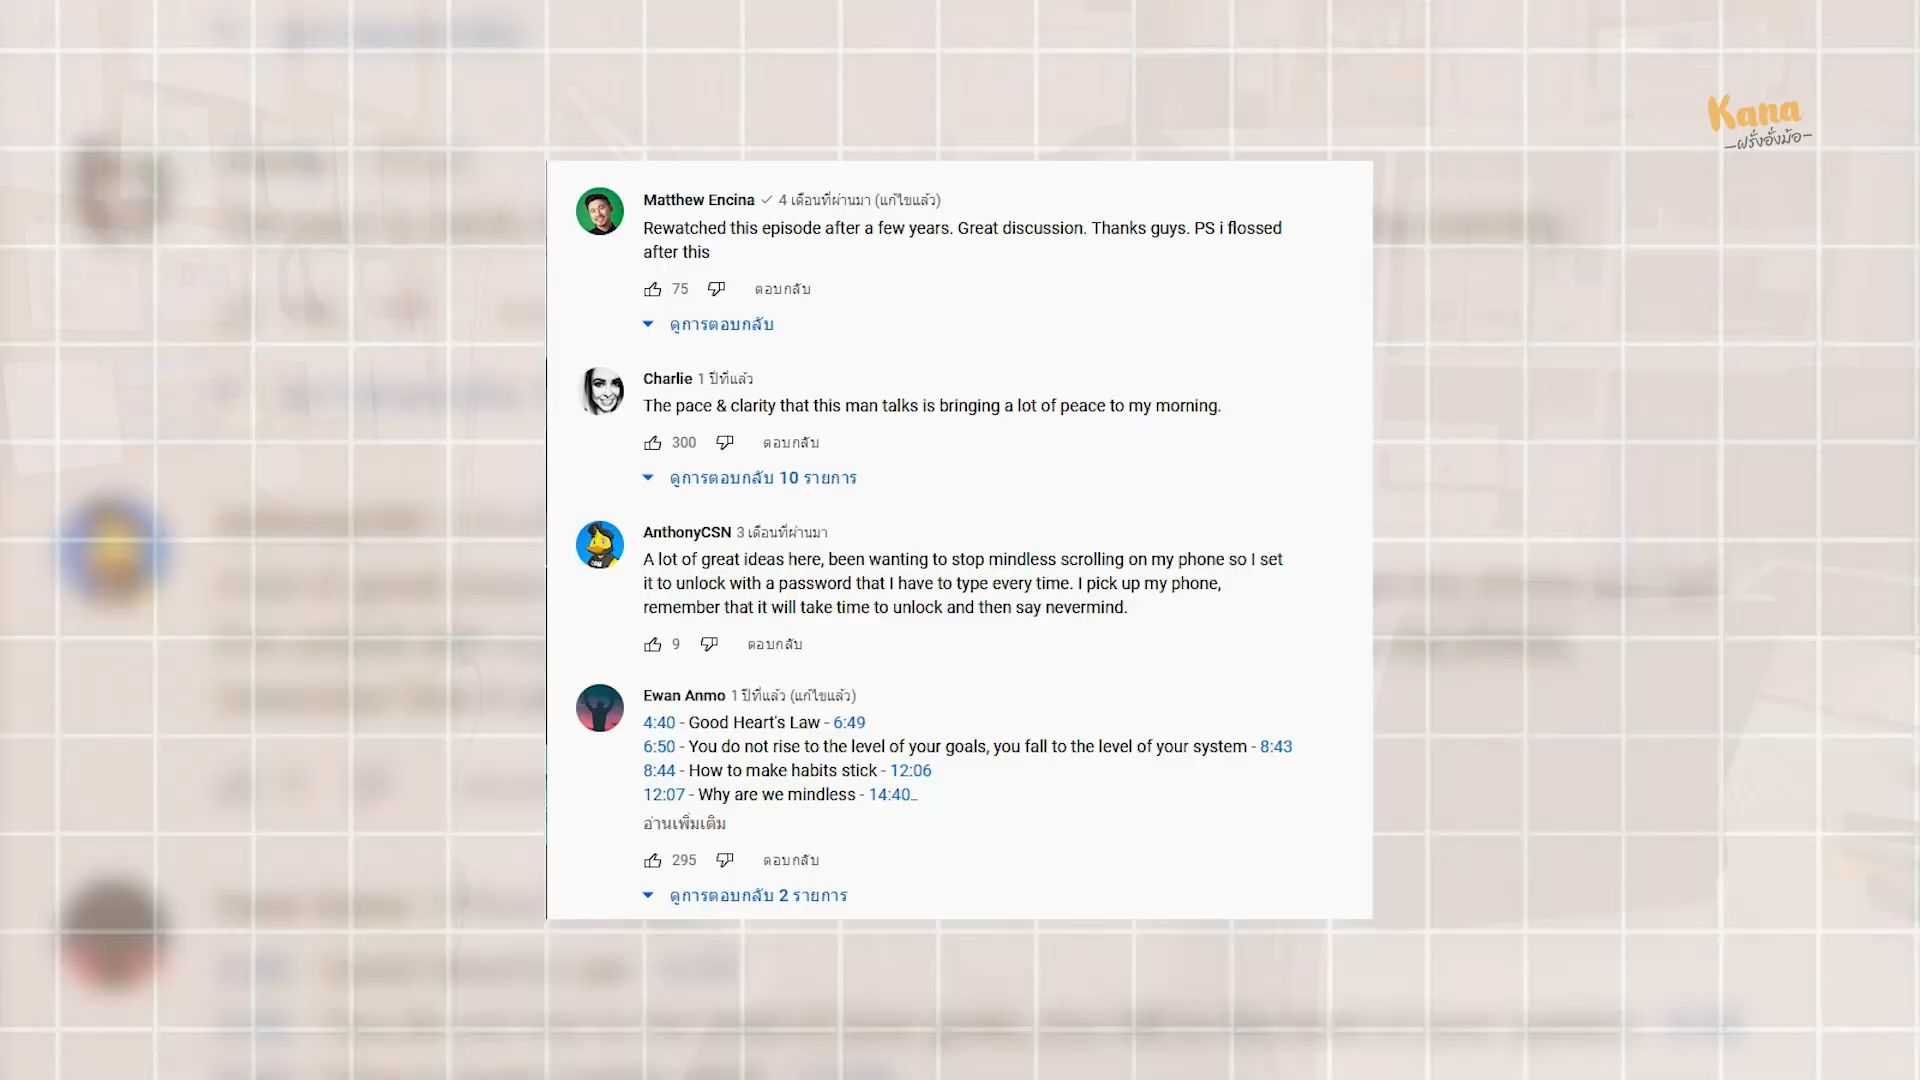 Kana
–ฝรั่งอั่งม้อ–
Matthew Encina 4 เดือนที่ผ่านมา (แก้ไขแล้ว)
Rewatched this episode after a few years. Great discussion. Thanks guys. PS i flossed
after this
75 ตอบกลับ
ดูการตอบกลับ
Charlie 1 ปีที่แล้ว
The pace & clarity that this man talks is bringing a lot of peace to my morning.
300 ตอบกลับ
ดูการตอบกลับ 10 รายการ
AnthonyCSN 3 เดือนที่ผ่านมา
A lot of great ideas here, been wanting to stop mindless scrolling on my phone so I set
it to unlock with a password that I have to type every time. I pick up my phone,
remember that it will take time to unlock and then say nevermind.
9 ตอบกลับ
Ewan Anmo 1 ปีที่แล้ว (แก้ไขแล้ว)
4:40 - Good Heart's Law - 6:49
6:50 - You do not rise to the level of your goals, you fall to the level of your system - 8:43
8:44 - How to make habits stick - 12:06
12:07 - Why are we mindless - 14:40...
อ่านเพิ่มเติม
295 ตอบกลับ
ดูการตอบกลับ 2 รายการ